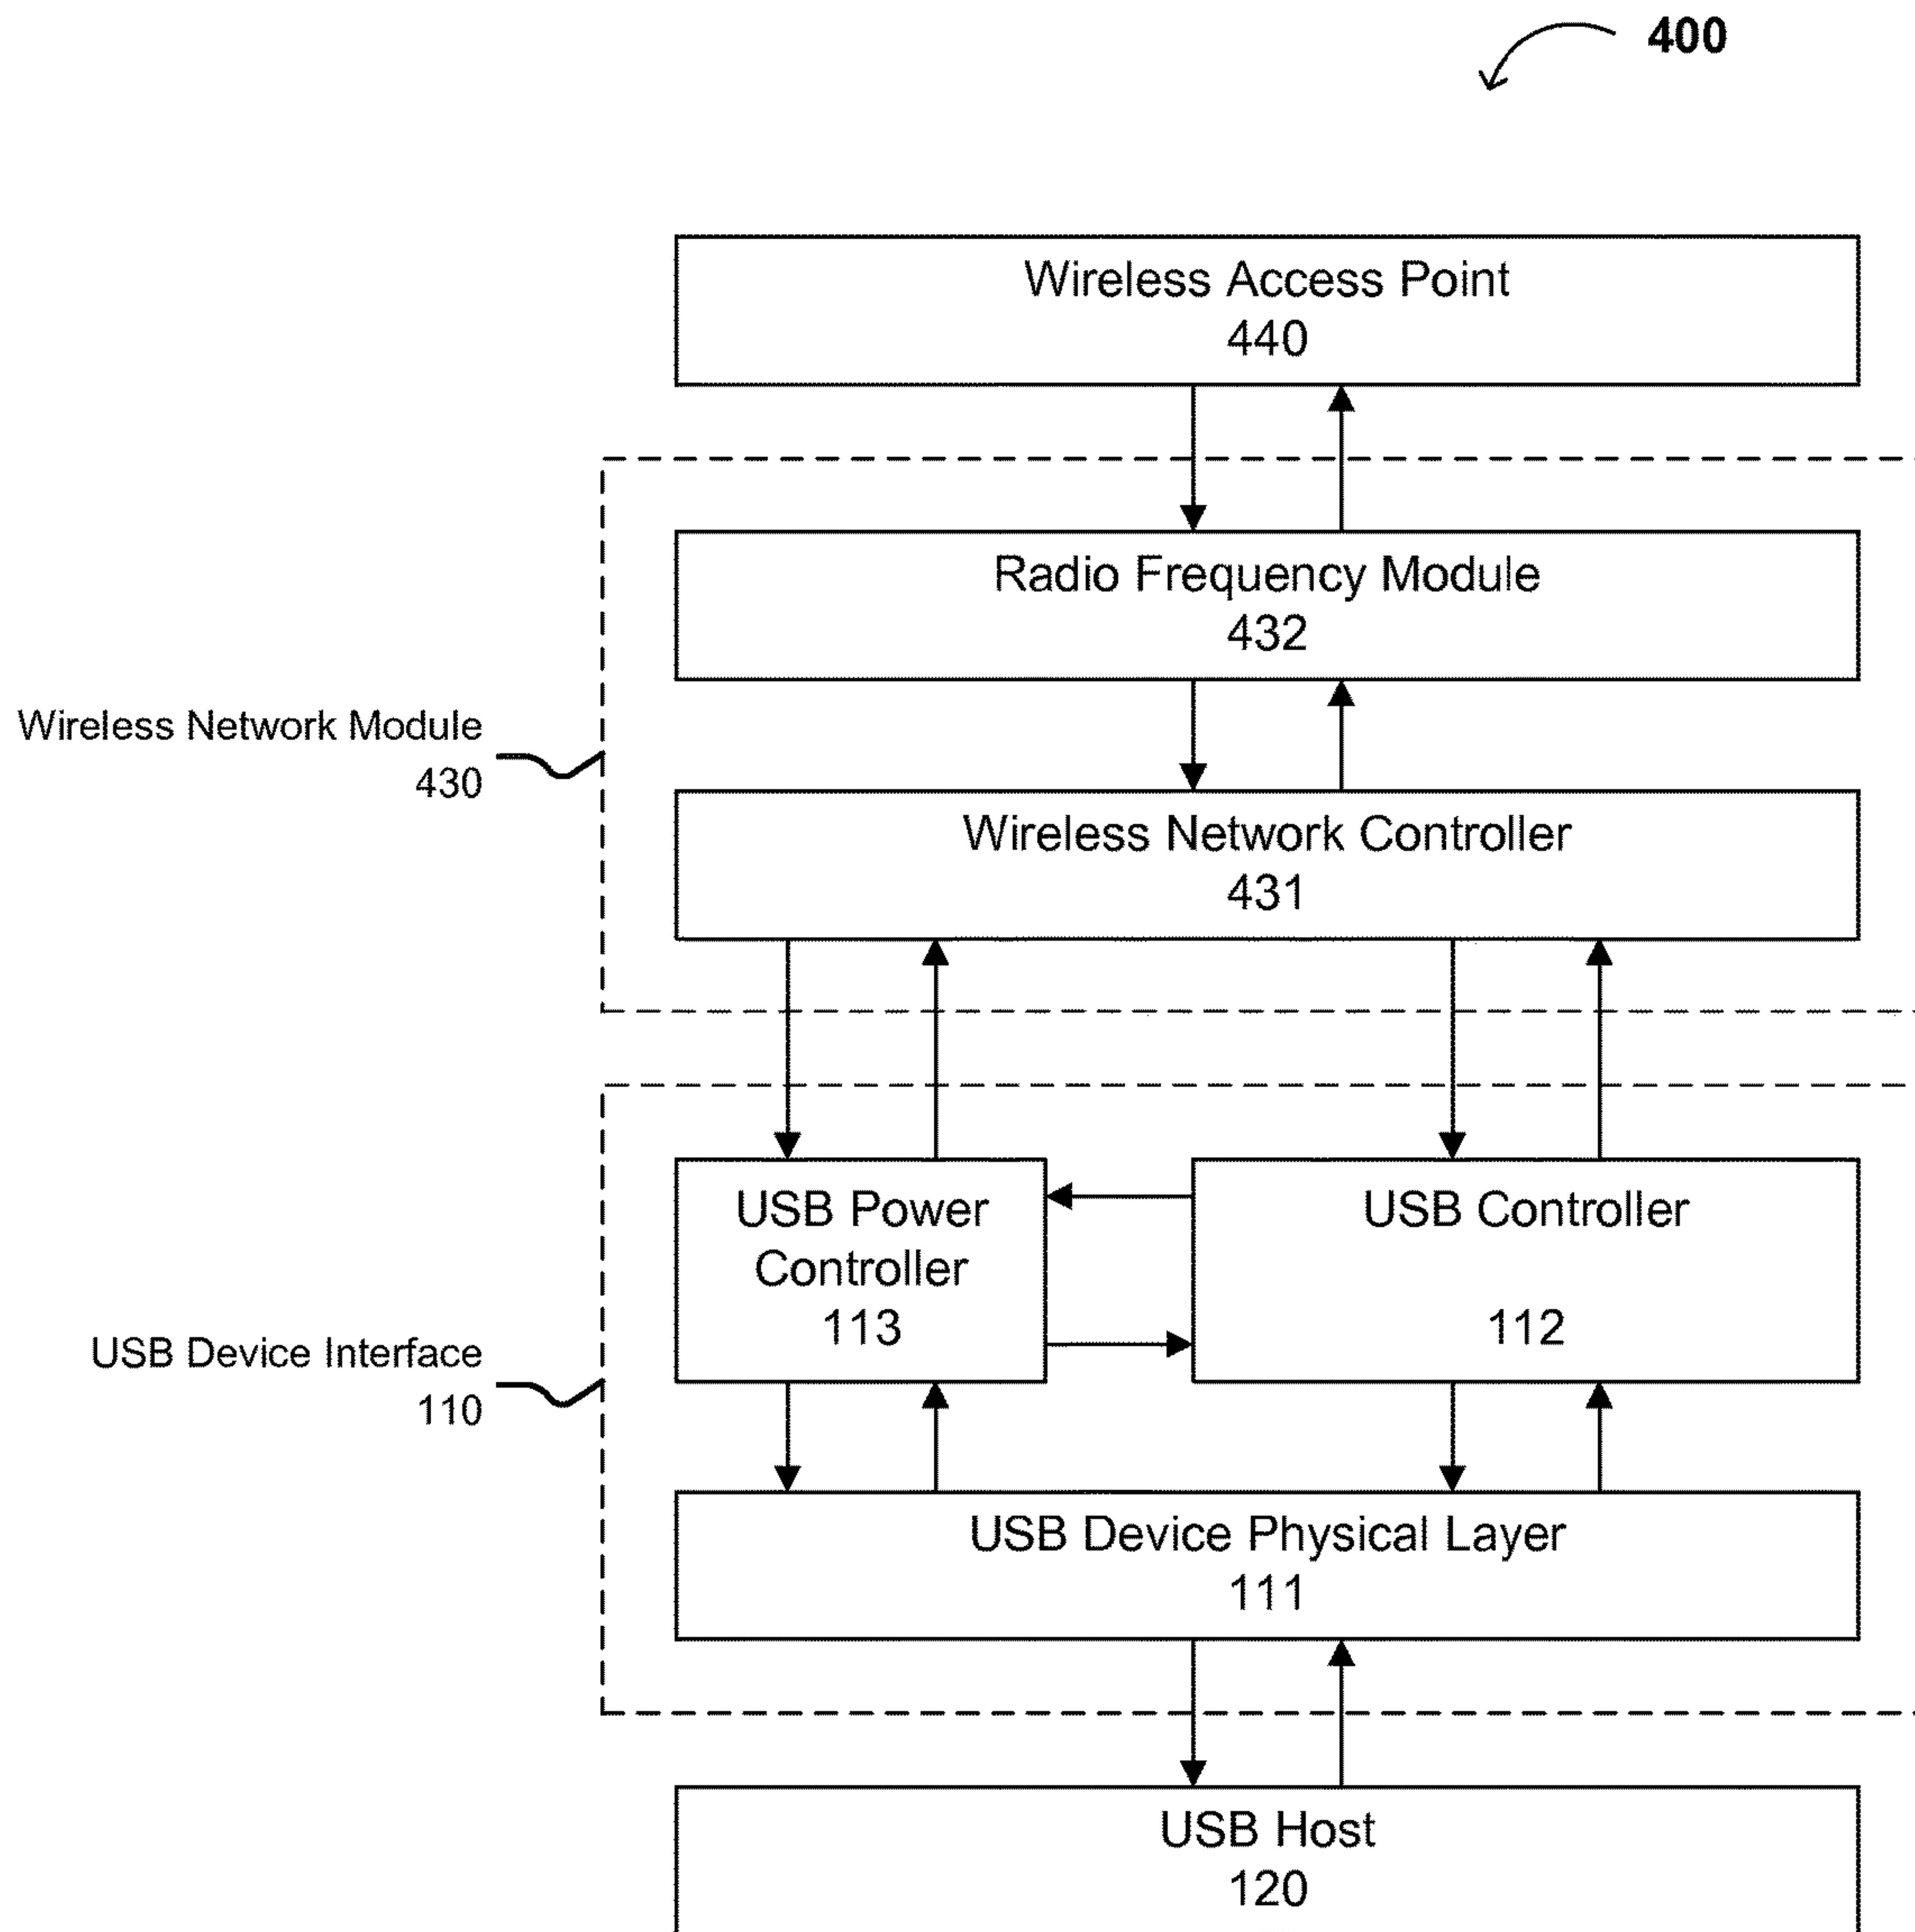 400
Wireless Access Point
440
Radio Frequency Module
432
Wireless Network Module
430
Wireless Network Controller
431
USB Power
Controller
113
USB Controller
112
USB Device Interface
110
USB Device Physical Layer
111
USB Host
120